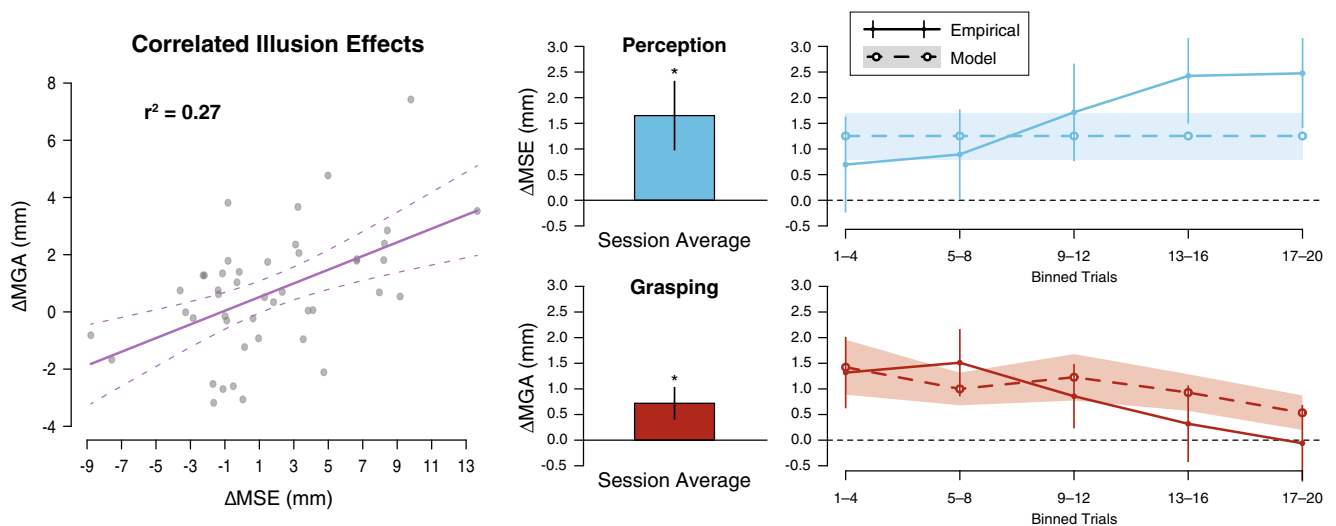 Correlated Illusion Effects
r² = 0.27
ΔMGA (mm)
8
6
4
2
0
-2
-4
-9 -7 -5 -3 -1 1 3 5 7 9 11 13
ΔMSE (mm)
Perception
ΔMSE (mm)
3.0
2.5
2.0
1.5
1.0
0.5
0.0
-0.5
*
Session Average
Empirical
Model
3.0
2.5
2.0
1.5
1.0
0.5
0.0
-0.5
1–4 5–8 9–12 13–16 17–20
Binned Trials
Grasping
ΔMGA (mm)
3.0
2.5
2.0
1.5
1.0
0.5
0.0
-0.5
*
Session Average
3.0
2.5
2.0
1.5
1.0
0.5
0.0
-0.5
1–4 5–8 9–12 13–16 17–20
Binned Trials